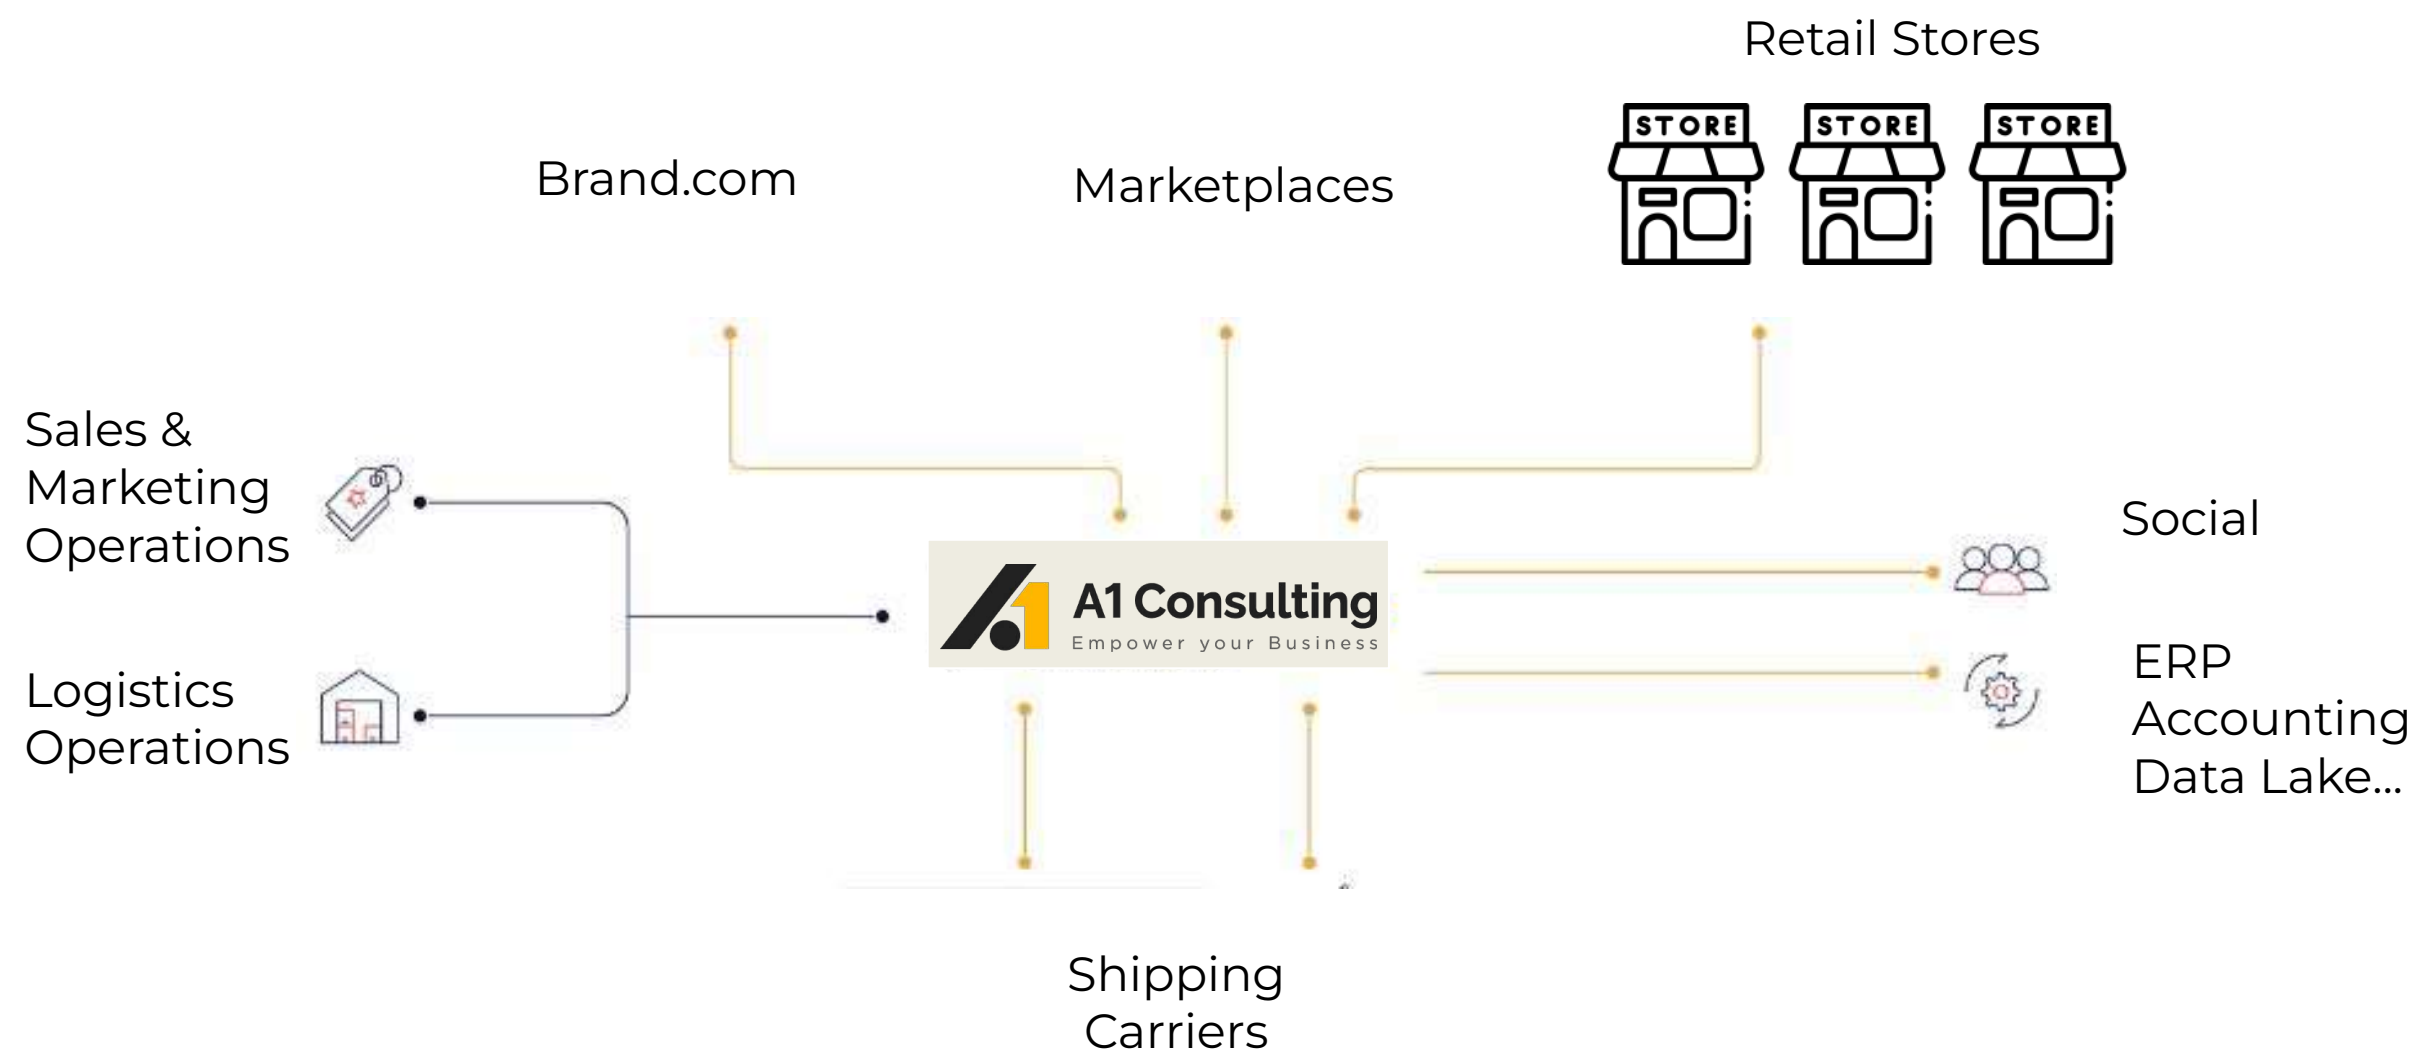 Retail Stores
STORE STORE STORE
Brand.com
Marketplaces
Sales &
Marketing
Operations
Social
A1 Consulting
Empower your Business
Logistics
Operations
ERP
Accounting
Data Lake...
Shipping
Carriers